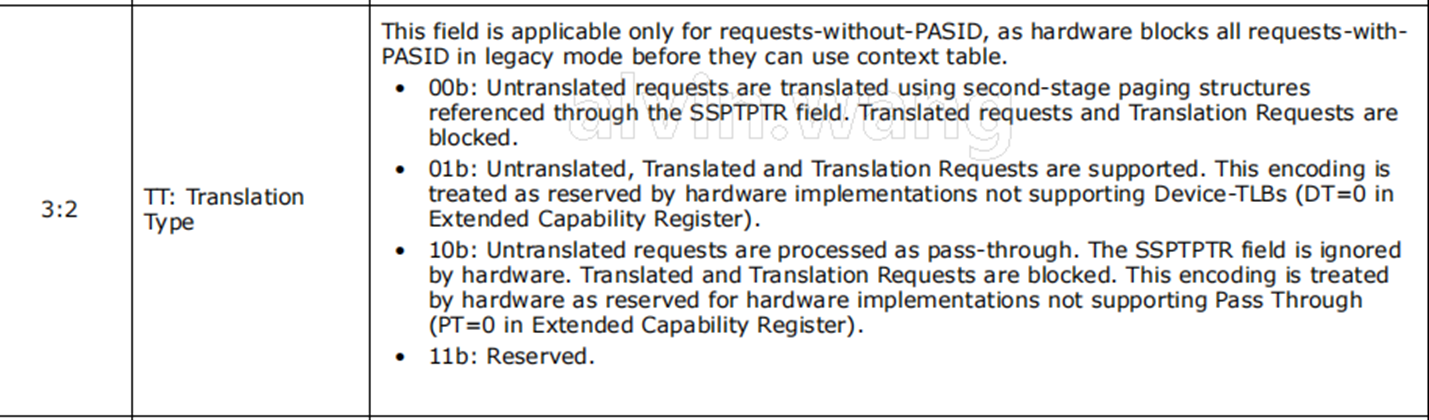 This field is applicable only for requests-without-PASID, as hardware blocks all requests-with-
PASID in legacy mode before they can use context table.
• 00b: Untranslated requests are translated using second-stage paging structures
referenced through the SSPTPTR field. Translated requests and Translation Requests are
blocked.
• 01b: Untranslated, Translated and Translation Requests are supported. This encoding is
treated as reserved by hardware implementations not supporting Device-TLBs (DT=0 in
Extended Capability Register).
3:2
TT: Translation
Type
• 10b: Untranslated requests are processed as pass-through. The SSPTPTR field is ignored
by hardware. Translated and Translation Requests are blocked. This encoding is treated
by hardware as reserved for hardware implementations not supporting Pass Through
(PT=0 in Extended Capability Register).
• 11b: Reserved.
alvin.wang